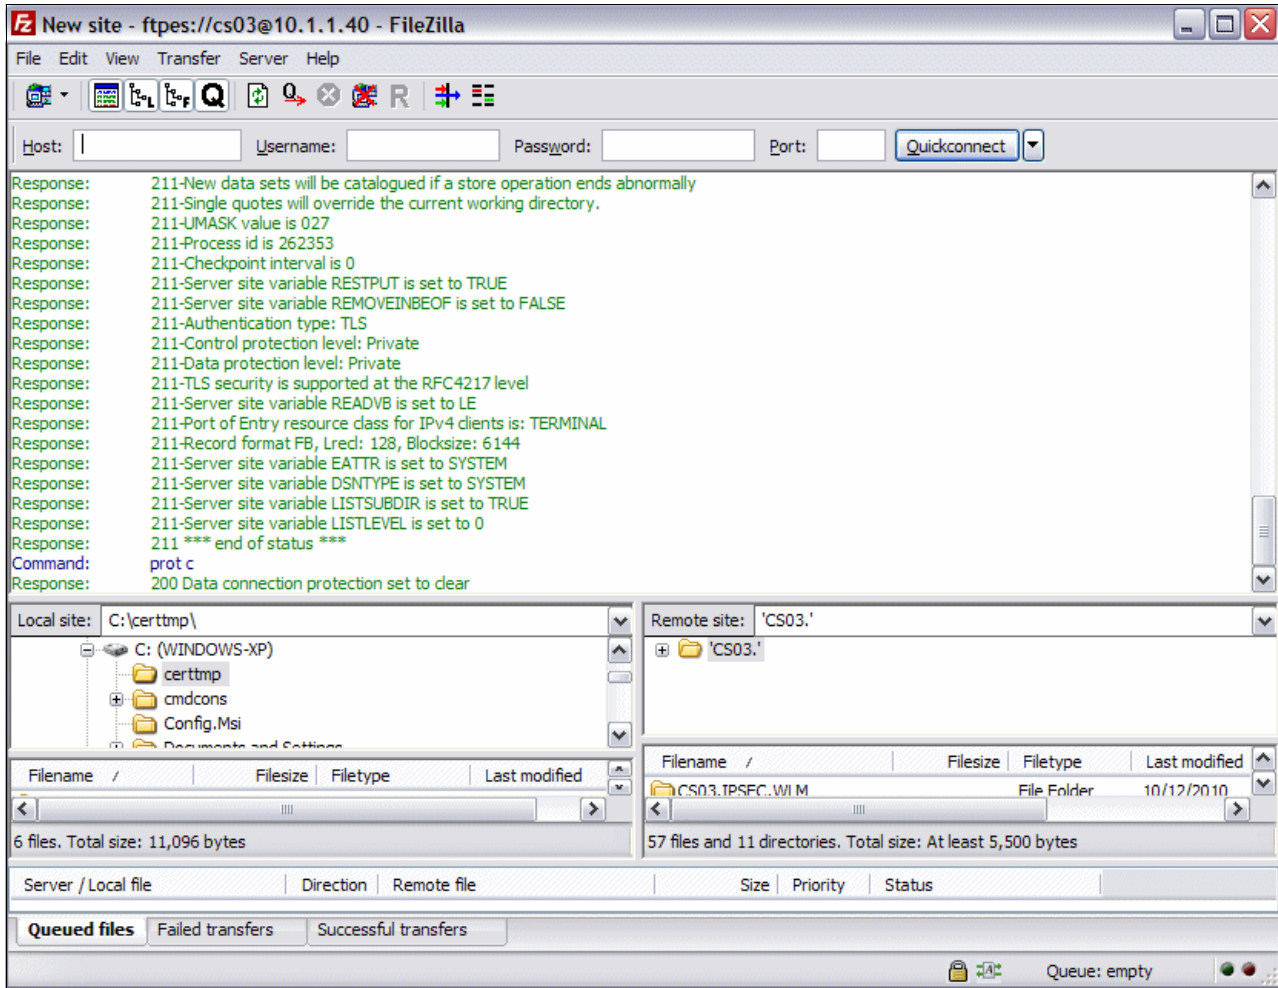 New site - ftpes://cs03@10.1.1.40 - FileZilla
File Edit View Transfer Server Help
Host: Username: Password: Port: Quickconnect
Response: 211-New data sets will be catalogued if a store operation ends abnormally
Response: 211-Single quotes will override the current working directory.
Response: 211-UMASK value is 027
Response: 211-Process id is 262353
Response: 211-Checkpoint interval is 0
Response: 211-Server site variable RESTPUT is set to TRUE
Response: 211-Server site variable REMOVEINBEOF is set to FALSE
Response: 211-Authentication type: TLS
Response: 211-Control protection level: Private
Response: 211-Data protection level: Private
Response: 211-TLS security is supported at the RFC4217 level
Response: 211-Server site variable READVB is set to LE
Response: 211-Port of Entry resource class for IPv4 clients is: TERMINAL
Response: 211-Record format FB, Lrecl: 128, Blocksize: 6144
Response: 211-Server site variable EATTR is set to SYSTEM
Response: 211-Server site variable DSNTYPE is set to SYSTEM
Response: 211-Server site variable LISTSUBDIR is set to TRUE
Response: 211-Server site variable LISTLEVEL is set to 0
Response: 211 *** end of status ***
Command: prot c
Response: 200 Data connection protection set to clear
Local site: C:\certtmp\
C: (WINDOWS-XP)
certtmp
cmdcons
Config.Msi
Documents and Settings
Filename / Filesize Filetype Last modified
6 files. Total size: 11,096 bytes
Remote site: 'CS03.'
'CS03.'
Filename / Filesize Filetype Last modified
CS03.IPSEC.WLM File Folder 10/12/2010
57 files and 11 directories. Total size: At least 5,500 bytes
Server / Local file Direction Remote file Size Priority Status
Queued files Failed transfers Successful transfers
Queue: empty